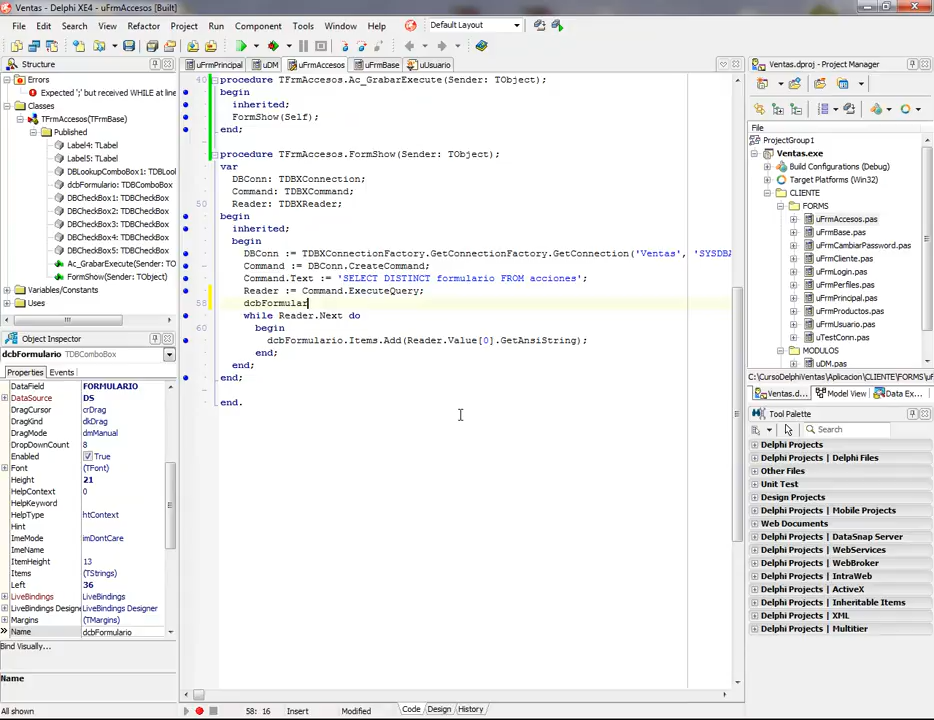 Ventas - Delphi XE4 - uFrmAccesos [Built]
File Edit Search View Refactor Project Run Component Tools Window Help Default Layout
Structure
Errors
Expected ';' but received WHILE at line
Classes
TFrmAccesos(TFrmBase)
Published
Label4: TLabel
Label5: TLabel
DBLookupComboBox1: TDBLook
dcbFormulario: TDBComboBox
DBCheckBox1: TDBCheckBox
DBCheckBox2: TDBCheckBox
DBCheckBox3: TDBCheckBox
DBCheckBox4: TDBCheckBox
DBCheckBox5: TDBCheckBox
Ac_GrabarExecute(Sender: TO
FormShow(Sender: TObject)
Variables/Constants
Uses
Object Inspector
dcbFormulario TDBComboBox
Properties Events
DataField FORMULARIO
DataSource DS
DragCursor crDrag
DragKind dkDrag
DragMode dmManual
DropDownCount 8
Enabled True
Font (TFont)
Height 21
HelpContext 0
HelpKeyword
HelpType htContext
Hint
ImeMode imDontCare
ImeName
ItemHeight 13
Items (TStrings)
Left 36
LiveBindings LiveBindings
LiveBindings Designe LiveBindings Designer
Margins (TMargins)
Name dcbFormulario
Bind Visually...
Name
All shown
uFrmPrincipal uDM uFrmAccesos uFrmBase uUsuario
40 procedure TFrmAccesos.Ac_GrabarExecute(Sender: TObject);
begin
inherited;
FormShow(Self);
end;
procedure TFrmAccesos.FormShow(Sender: TObject);
var
DBConn: TDBXConnection;
Command: TDBXCommand;
50 Reader: TDBXReader;
begin
inherited;
begin
DBConn := TDBXConnectionFactory.GetConnectionFactory.GetConnection('Ventas', 'SYSDBA
Command := DBConn.CreateCommand;
Command.Text := 'SELECT DISTINCT formulario FROM acciones';
Reader := Command.ExecuteQuery;
58 dcbFormular
while Reader.Next do
60 begin
dcbFormulario.Items.Add(Reader.Value[0].GetAnsiString);
end;
end;
end;
end.
58: 16 Insert Modified Code Design History
Ventas.dproj - Project Manager
File
ProjectGroup1
Ventas.exe
Build Configurations (Debug)
Target Platforms (Win32)
CLIENTE
FORMS
uFrmAccesos.pas
uFrmBase.pas
uFrmCambiarPassword.pas
uFrmCliente.pas
uFrmLogin.pas
uFrmPerfiles.pas
uFrmPrincipal.pas
uFrmProductos.pas
uFrmUsuario.pas
uTestConn.pas
MODULOS
uDM.pas
C:\CursoDelphiVentas\Aplicacion\CLIENTE\FORMS\uF
Ventas.d... Model View Data Ex...
Tool Palette
Search
Delphi Projects
Delphi Projects | Delphi Files
Other Files
Unit Test
Design Projects
Delphi Projects | Mobile Projects
Web Documents
Delphi Projects | DataSnap Server
Delphi Projects | WebServices
Delphi Projects | WebBroker
Delphi Projects | IntraWeb
Delphi Projects | ActiveX
Delphi Projects | Inheritable Items
Delphi Projects | XML
Delphi Projects | Multitier